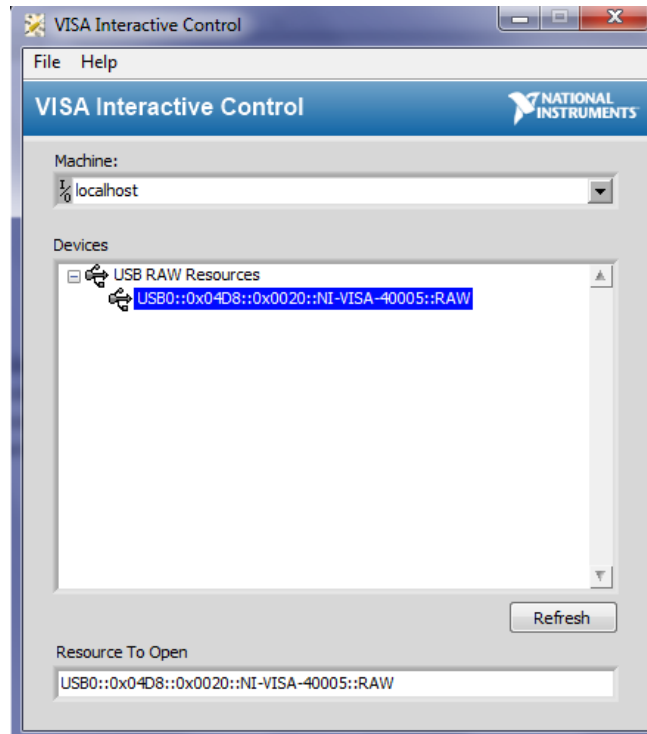 VISA Interactive Control
File Help
VISA Interactive Control
NATIONAL
INSTRUMENTS
Machine:
I/0 localhost
Devices
USB RAW Resources
USB0::0x04D8::0x0020::NI-VISA-40005::RAW
Refresh
Resource To Open
USB0::0x04D8::0x0020::NI-VISA-40005::RAW